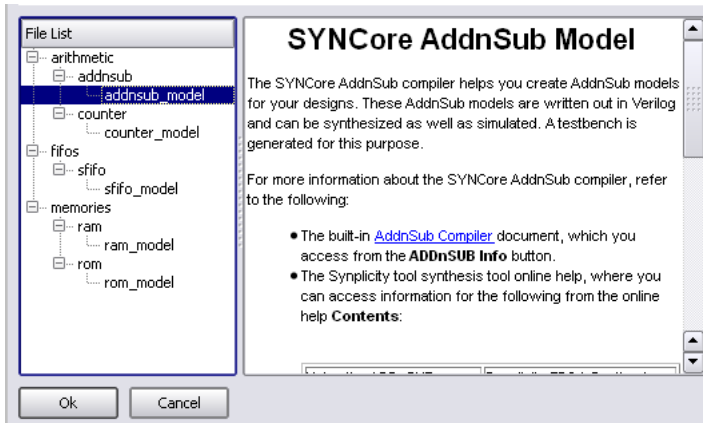 File List
arithmetic
addnsub
addnsub_model
counter
counter_model
fifos
sfifo
sfifo_model
memories
ram
ram_model
rom
rom_model
SYNCore AddnSub Model
The SYNCore AddnSub compiler helps you create AddnSub models
for your designs. These AddnSub models are written out in Verilog
and can be synthesized as well as simulated. A testbench is
generated for this purpose.
For more information about the SYNCore AddnSub compiler, refer
to the following:
The built-in AddnSub Compiler document, which you
access from the ADDnSUB Info button.
The Synplicity tool synthesis tool online help, where you
can access information for the following from the online
help Contents:
Ok
Cancel